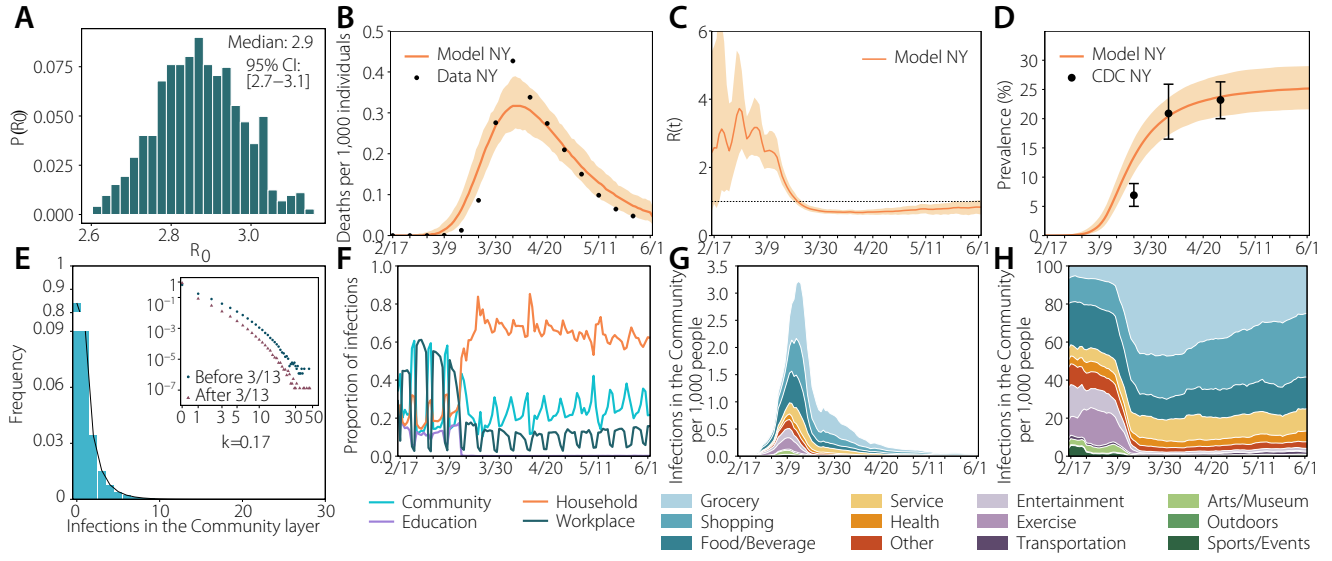 A
Median: 2.9
95% CI:
[2.7−3.1]
P(R0)
0.075
0.050
0.025
0.000
2.6
2.8
3.0
R0
B
Deaths per 1,000 individuals
Model NY
Data NY
0.5
0.4
0.3
0.2
0.1
0.0
2/17
3/9
3/30
4/20
5/11
6/1
C
R(t)
Model NY
6
4
2
0
2/17
3/9
3/30
4/20
5/11
6/1
D
Prevalence (%)
Model NY
CDC NY
30
25
20
15
10
5
0
2/17
3/9
3/30
4/20
5/11
6/1
E
Frequency
1
0.9
0.8
0.09
0.06
0.03
0
0
10
20
30
Infections in the Community layer
1
10−1
10−3
10−5
10−7
Before 3/13
After 3/13
0
1
3
5
10
30
50
k=0.17
F
Proportion of infections
1.0
0.8
0.6
0.4
0.2
0.0
2/17
3/9
3/30
4/20
5/11
6/1
Community
Household
Education
Workplace
G
Infections in the Community
per 1,000 people
3.5
3.0
2.5
2.0
1.5
1.0
0.5
0.0
2/17
3/9
3/30
4/20
5/11
6/1
H
Infections in the Community
per 1,000 people
100
80
60
40
20
0
2/17
3/9
3/30
4/20
5/11
6/1
Grocery
Service
Entertainment
Arts/Museum
Shopping
Health
Exercise
Outdoors
Food/Beverage
Other
Transportation
Sports/Events